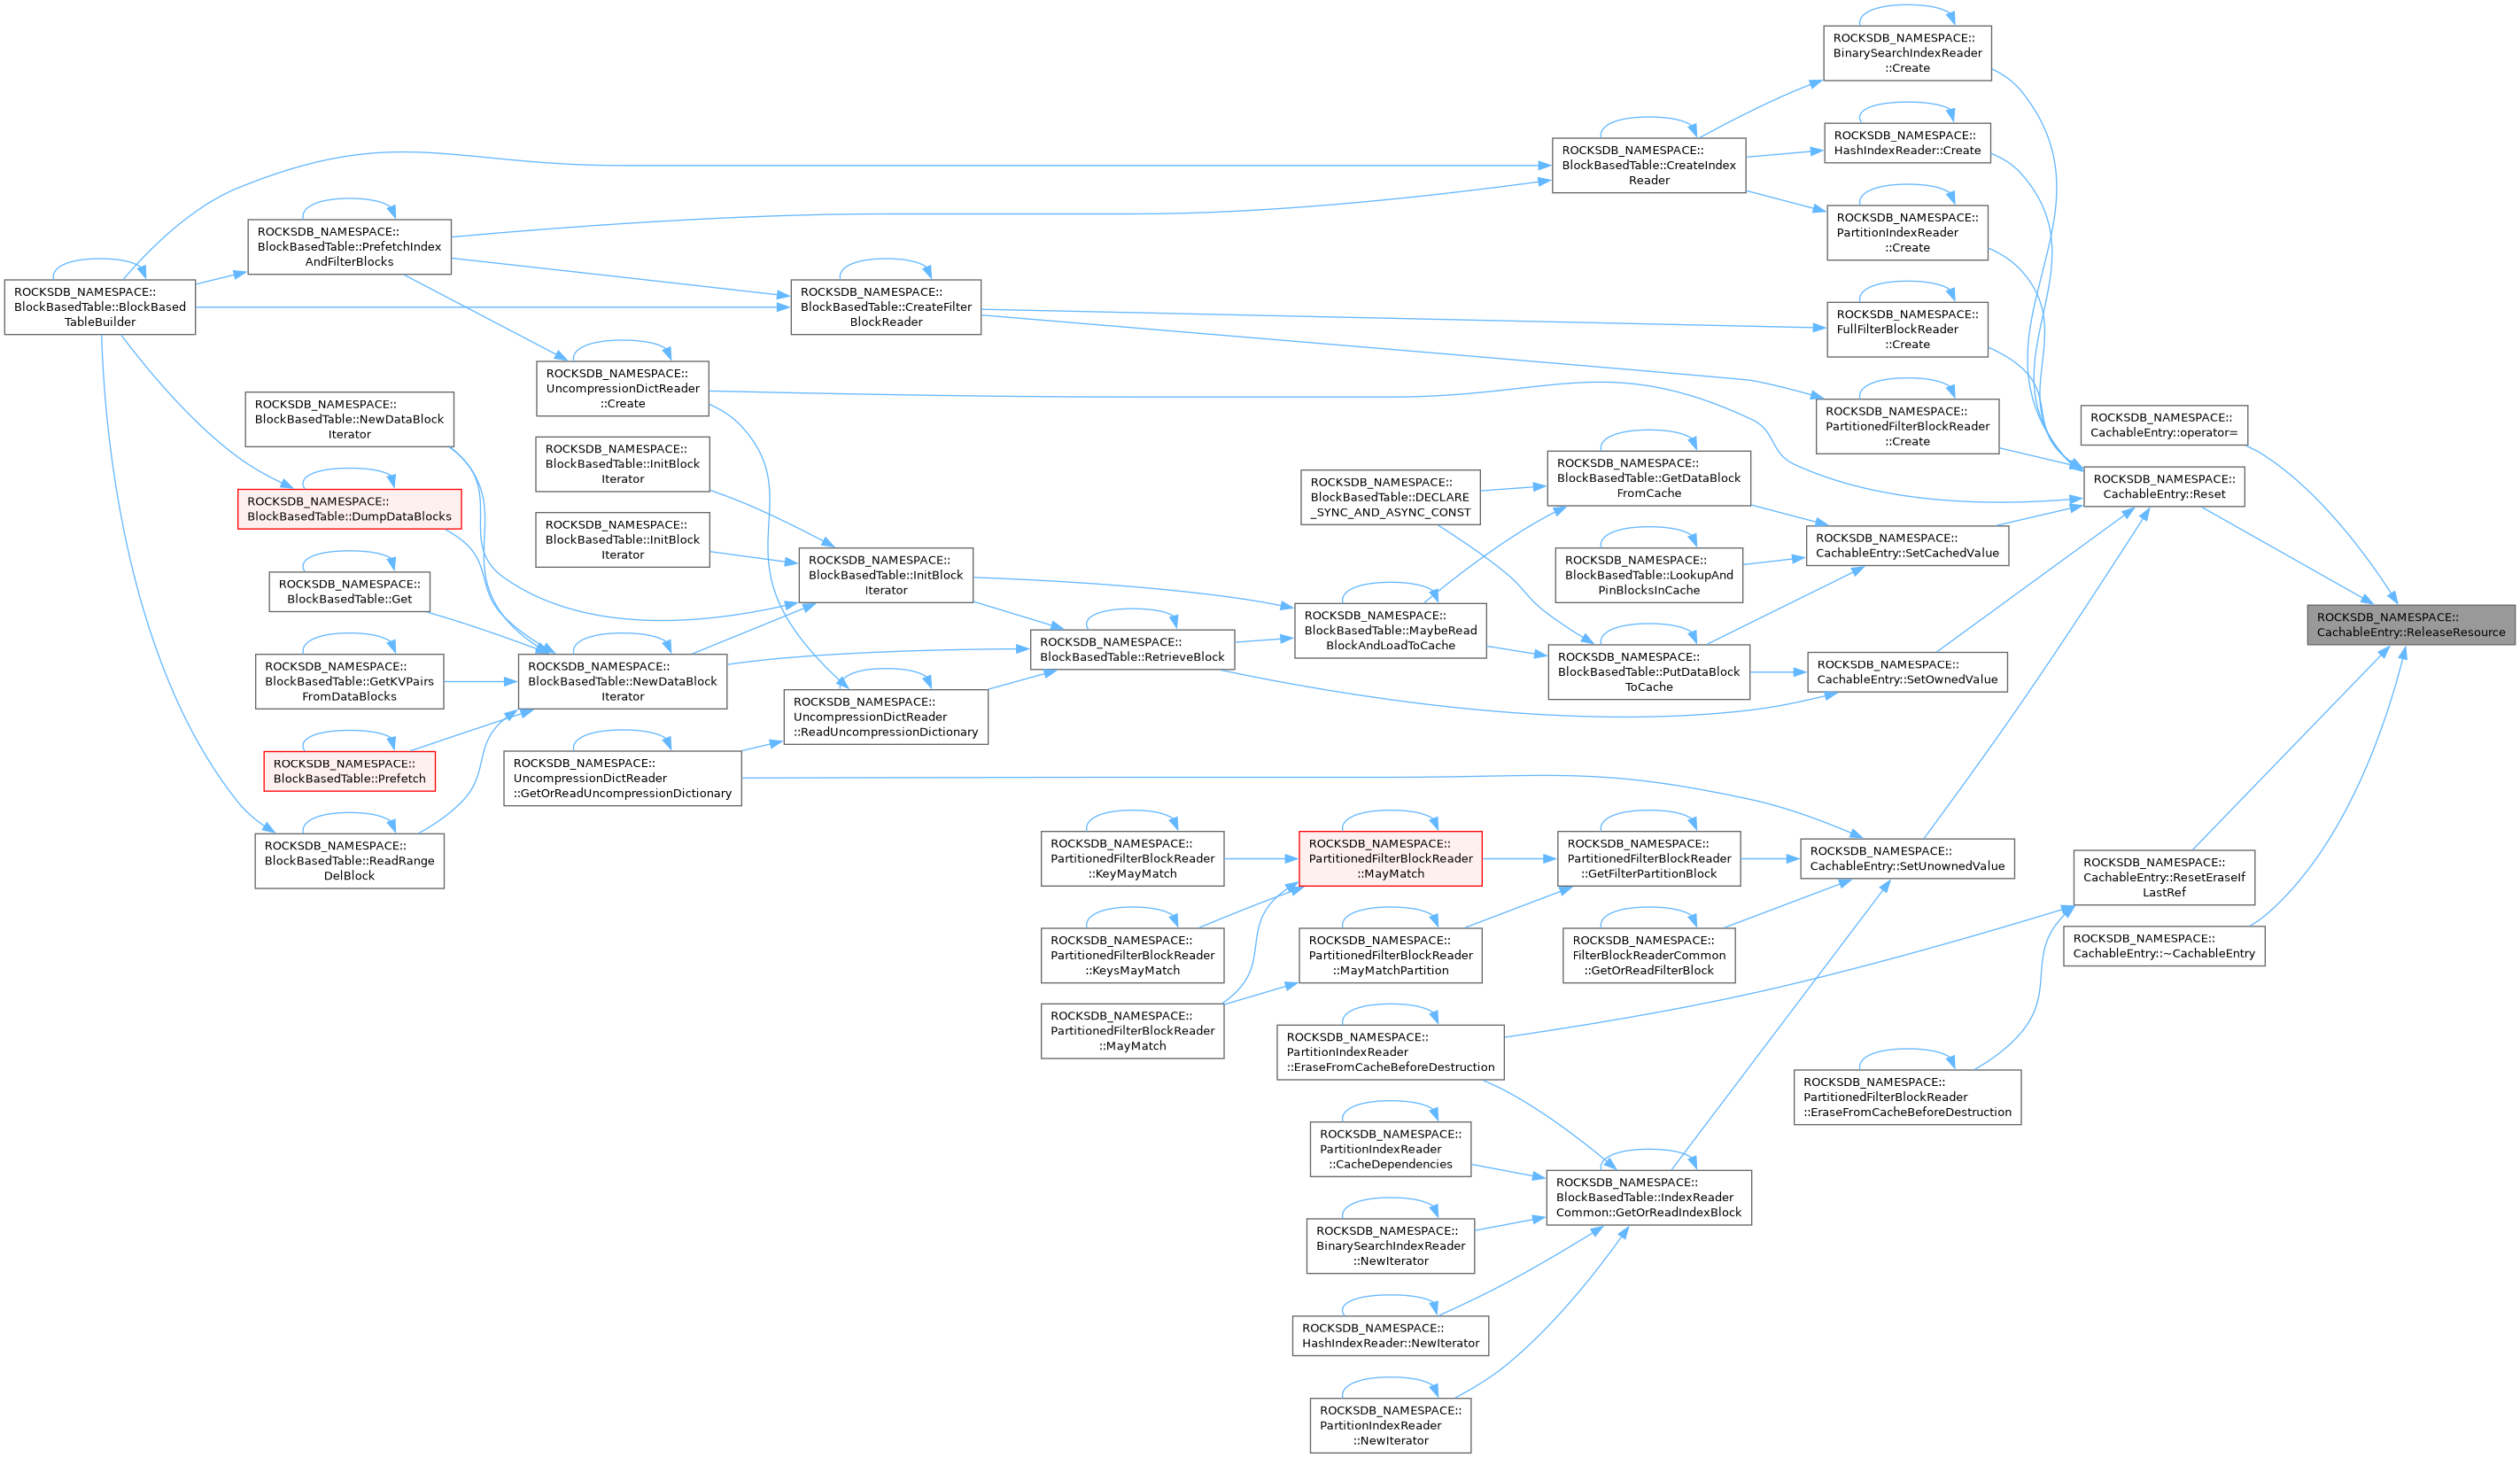 ROCKSDB_NAMESPACE::
BinarySearchIndexReader
::Create
ROCKSDB_NAMESPACE::
HashIndexReader::Create
ROCKSDB_NAMESPACE::
BlockBasedTable::CreateIndex
Reader
ROCKSDB_NAMESPACE::
PartitionIndexReader
::Create
ROCKSDB_NAMESPACE::
BlockBasedTable::PrefetchIndex
AndFilterBlocks
ROCKSDB_NAMESPACE::
BlockBasedTable::BlockBased
TableBuilder
ROCKSDB_NAMESPACE::
BlockBasedTable::CreateFilter
BlockReader
ROCKSDB_NAMESPACE::
FullFilterBlockReader
::Create
ROCKSDB_NAMESPACE::
UncompressionDictReader
::Create
ROCKSDB_NAMESPACE::
BlockBasedTable::NewDataBlock
Iterator
ROCKSDB_NAMESPACE::
PartitionedFilterBlockReader
::Create
ROCKSDB_NAMESPACE::
CachableEntry::operator=
ROCKSDB_NAMESPACE::
BlockBasedTable::InitBlock
Iterator
ROCKSDB_NAMESPACE::
BlockBasedTable::GetDataBlock
FromCache
ROCKSDB_NAMESPACE::
CachableEntry::Reset
ROCKSDB_NAMESPACE::
BlockBasedTable::DECLARE
_SYNC_AND_ASYNC_CONST
ROCKSDB_NAMESPACE::
BlockBasedTable::DumpDataBlocks
ROCKSDB_NAMESPACE::
BlockBasedTable::InitBlock
Iterator
ROCKSDB_NAMESPACE::
CachableEntry::SetCachedValue
ROCKSDB_NAMESPACE::
BlockBasedTable::InitBlock
Iterator
ROCKSDB_NAMESPACE::
BlockBasedTable::LookupAnd
PinBlocksInCache
ROCKSDB_NAMESPACE::
BlockBasedTable::Get
ROCKSDB_NAMESPACE::
BlockBasedTable::MaybeRead
BlockAndLoadToCache
ROCKSDB_NAMESPACE::
CachableEntry::ReleaseResource
ROCKSDB_NAMESPACE::
BlockBasedTable::RetrieveBlock
ROCKSDB_NAMESPACE::
BlockBasedTable::PutDataBlock
ToCache
ROCKSDB_NAMESPACE::
CachableEntry::SetOwnedValue
ROCKSDB_NAMESPACE::
BlockBasedTable::GetKVPairs
FromDataBlocks
ROCKSDB_NAMESPACE::
BlockBasedTable::NewDataBlock
Iterator
ROCKSDB_NAMESPACE::
UncompressionDictReader
::ReadUncompressionDictionary
ROCKSDB_NAMESPACE::
BlockBasedTable::Prefetch
ROCKSDB_NAMESPACE::
UncompressionDictReader
::GetOrReadUncompressionDictionary
ROCKSDB_NAMESPACE::
BlockBasedTable::ReadRange
DelBlock
ROCKSDB_NAMESPACE::
PartitionedFilterBlockReader
::KeyMayMatch
ROCKSDB_NAMESPACE::
PartitionedFilterBlockReader
::MayMatch
ROCKSDB_NAMESPACE::
PartitionedFilterBlockReader
::GetFilterPartitionBlock
ROCKSDB_NAMESPACE::
CachableEntry::SetUnownedValue
ROCKSDB_NAMESPACE::
CachableEntry::ResetEraseIf
LastRef
ROCKSDB_NAMESPACE::
PartitionedFilterBlockReader
::KeysMayMatch
ROCKSDB_NAMESPACE::
PartitionedFilterBlockReader
::MayMatchPartition
ROCKSDB_NAMESPACE::
FilterBlockReaderCommon
::GetOrReadFilterBlock
ROCKSDB_NAMESPACE::
CachableEntry::~CachableEntry
ROCKSDB_NAMESPACE::
PartitionedFilterBlockReader
::MayMatch
ROCKSDB_NAMESPACE::
PartitionIndexReader
::EraseFromCacheBeforeDestruction
ROCKSDB_NAMESPACE::
PartitionedFilterBlockReader
::EraseFromCacheBeforeDestruction
ROCKSDB_NAMESPACE::
PartitionIndexReader
::CacheDependencies
ROCKSDB_NAMESPACE::
BlockBasedTable::IndexReader
Common::GetOrReadIndexBlock
ROCKSDB_NAMESPACE::
BinarySearchIndexReader
::NewIterator
ROCKSDB_NAMESPACE::
HashIndexReader::NewIterator
ROCKSDB_NAMESPACE::
PartitionIndexReader
::NewIterator